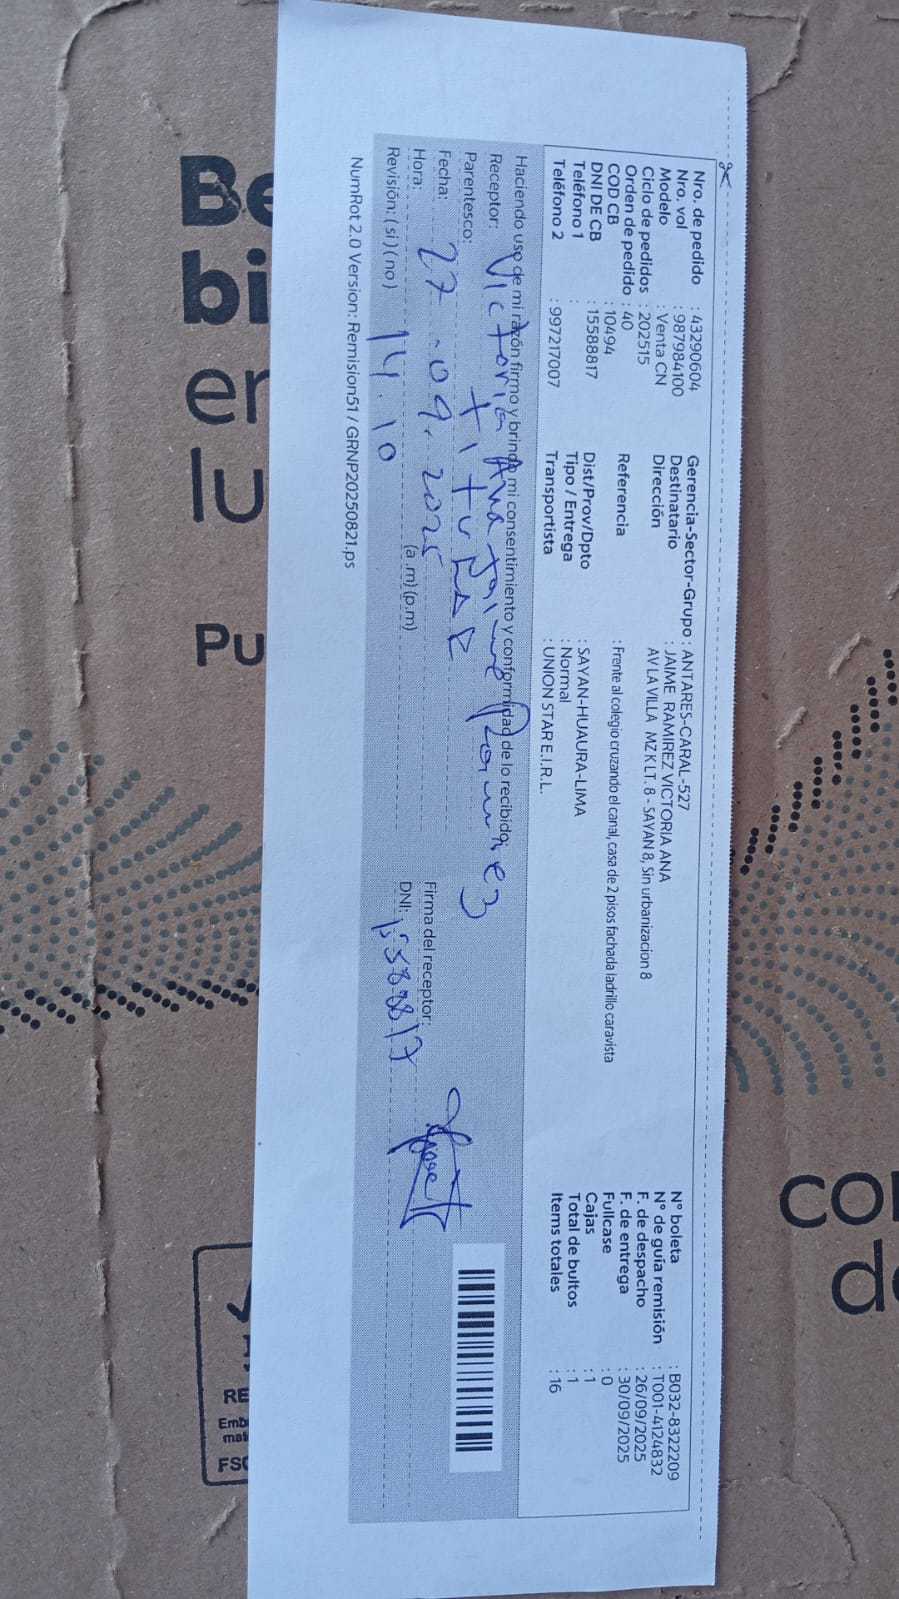 Nro. de pedido : 43290604
Nro. vol : 987984100
Modelo : Venta CN
Ciclo de pedidos : 202515
Orden de pedido : 40
COD CB : 10494
DNI DE CB : 15588817
Teléfono 1 :
Teléfono 2 : 997217007
Gerencia-Sector-Grupo : ANTARES-CARAL-527
Destinatario : JAIME RAMIREZ VICTORIA ANA
Dirección AV LA VILLA MZ K LT. 8 - SAYAN 8, Sin urbanizacion 8
Referencia : Frente al colegio cruzando el canal, casa de 2 pisos fachada ladrillo caravista
Dist/Prov/Dpto : SAYAN-HUAURA-LIMA
Tipo / Entrega : Normal
Transportista : UNION STAR E.I.R.L.
N° boleta : B032-8322209
N° de guía remisión : T001-4124832
F. de despacho : 26/09/2025
F. de entrega : 30/09/2025
Fullcase : 0
Cajas : 1
Total de bultos : 1
Items totales : 16
Haciendo uso de mi razón firmo y brindo mi consentimiento y conformidad de lo recibido:
Receptor: Victoria Ana Jaime Ramirez
Parentesco: titular
Fecha: 27.09.2025
Hora: 14.10 (a.m) (p.m)
Revisión: ( si ) ( no )
Firma del receptor:
DNI: 15588817
NumRot 2.0 Version: Remision51 / GRNP20250821.ps
Be
bi
en
lu
Pu
co
de
RE
FSC